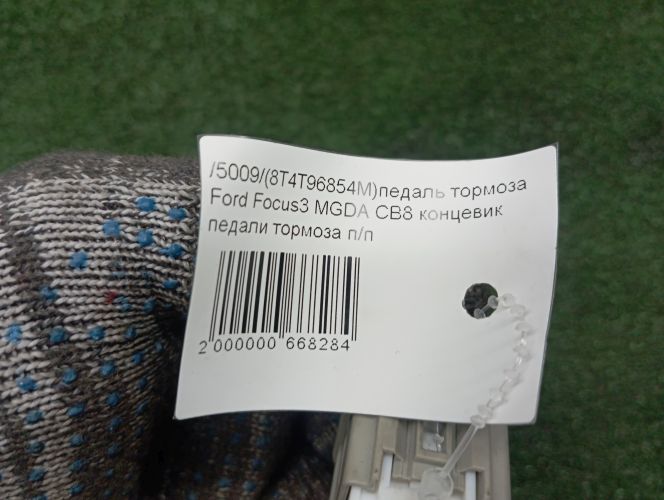 /5009/(8T4T96854M)педаль тормоза
Ford Focus3 MGDA CB8 концевик
педали тормоза п/п
2 000000 668284